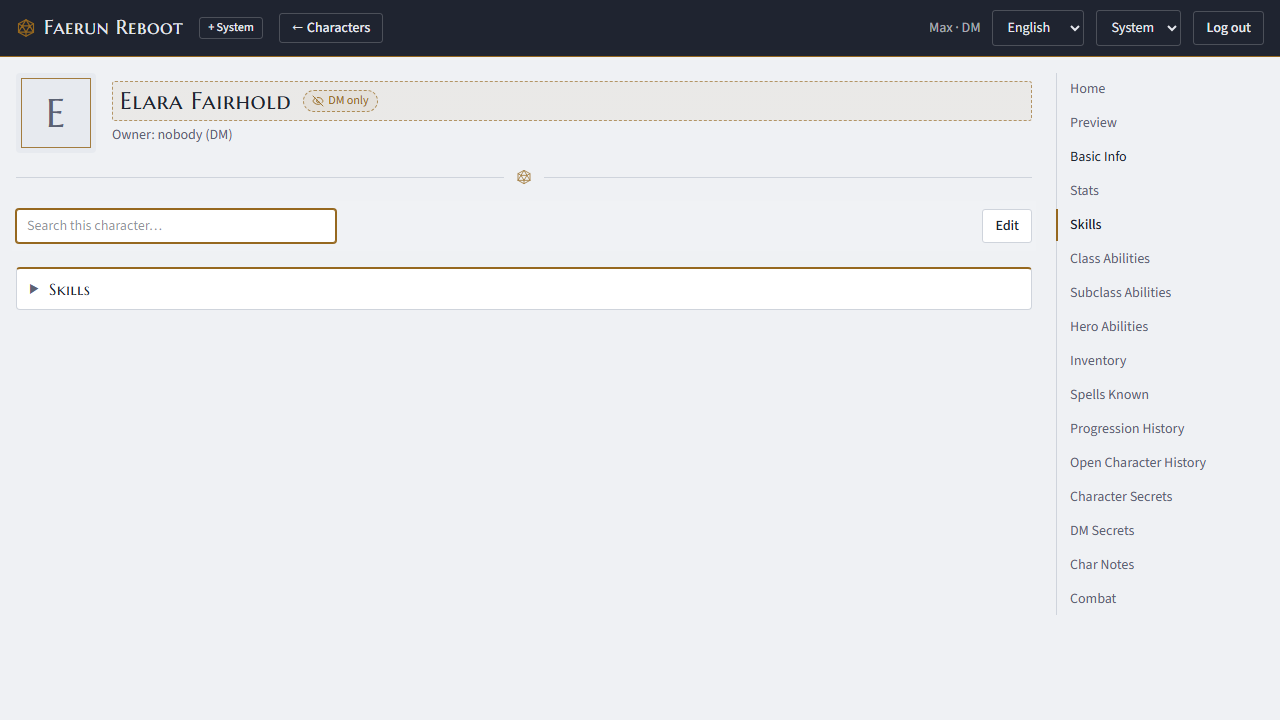 Faerun Reboot
+ System
← Characters
Max · DM
English
System
Log out
E
Elara Fairhold
DM only
Owner: nobody (DM)
Search this character…
Edit
Skills
Home
Preview
Basic Info
Stats
Skills
Class Abilities
Subclass Abilities
Hero Abilities
Inventory
Spells Known
Progression History
Open Character History
Character Secrets
DM Secrets
Char Notes
Combat